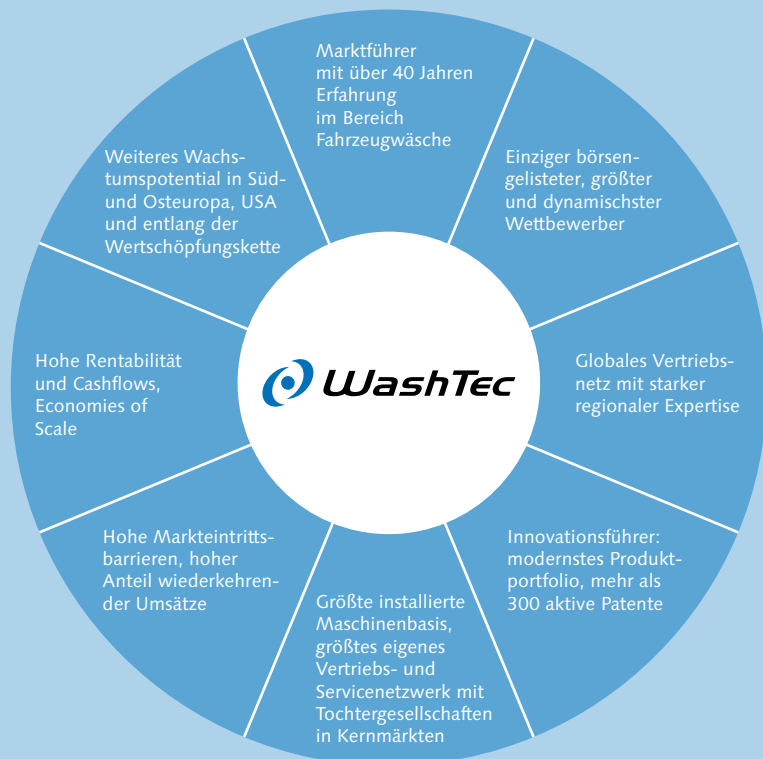 Marktführer
mit über 40 Jahren
Erfahrung
im Bereich
Fahrzeugwäsche
Einziger börsen-
gelisteter, größter
und dynamischster
Wettbewerber
Globales Vertriebs-
netz mit starker
regionaler Expertise
Innovationsführer:
modernstes Produkt-
portfolio, mehr als
300 aktive Patente
Größte installierte
Maschinenbasis,
größtes eigenes
Vertriebs- und
Servicenetzwerk mit
Tochtergesellschaften
in Kernmärkten
Hohe Markteintritts-
barrieren, hoher
Anteil wiederkehren-
der Umsätze
Hohe Rentabilität
und Cashflows,
Economies of
Scale
Weiteres Wachs-
tumspotential in Süd-
und Osteuropa, USA
und entlang der
Wertschöpfungskette
WashTec